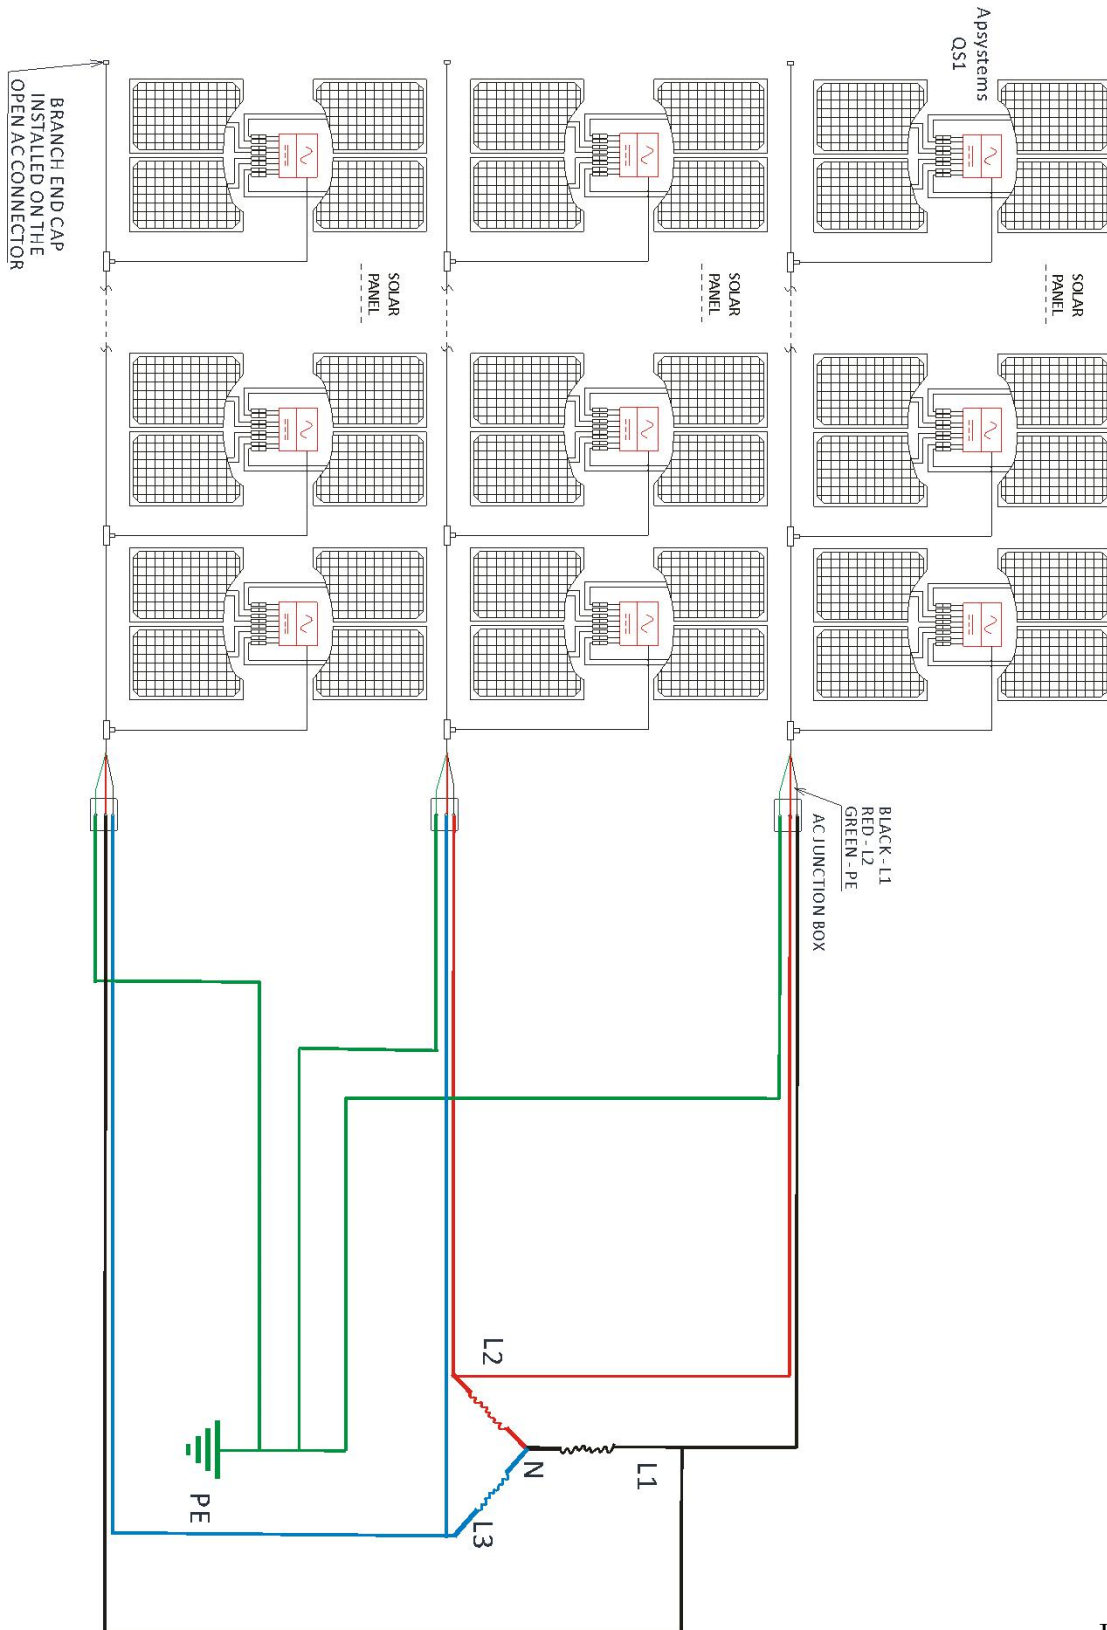 Apsystems
QS1
SOLAR
PANEL
SOLAR
PANEL
SOLAR
PANEL
BRANCH END CAP
INSTALLED ON THE
OPEN AC CONNECTOR
BLACK - L1
RED - L2
GREEN - PE
AC JUNCTION BOX
L2
L1
N
L3
PE